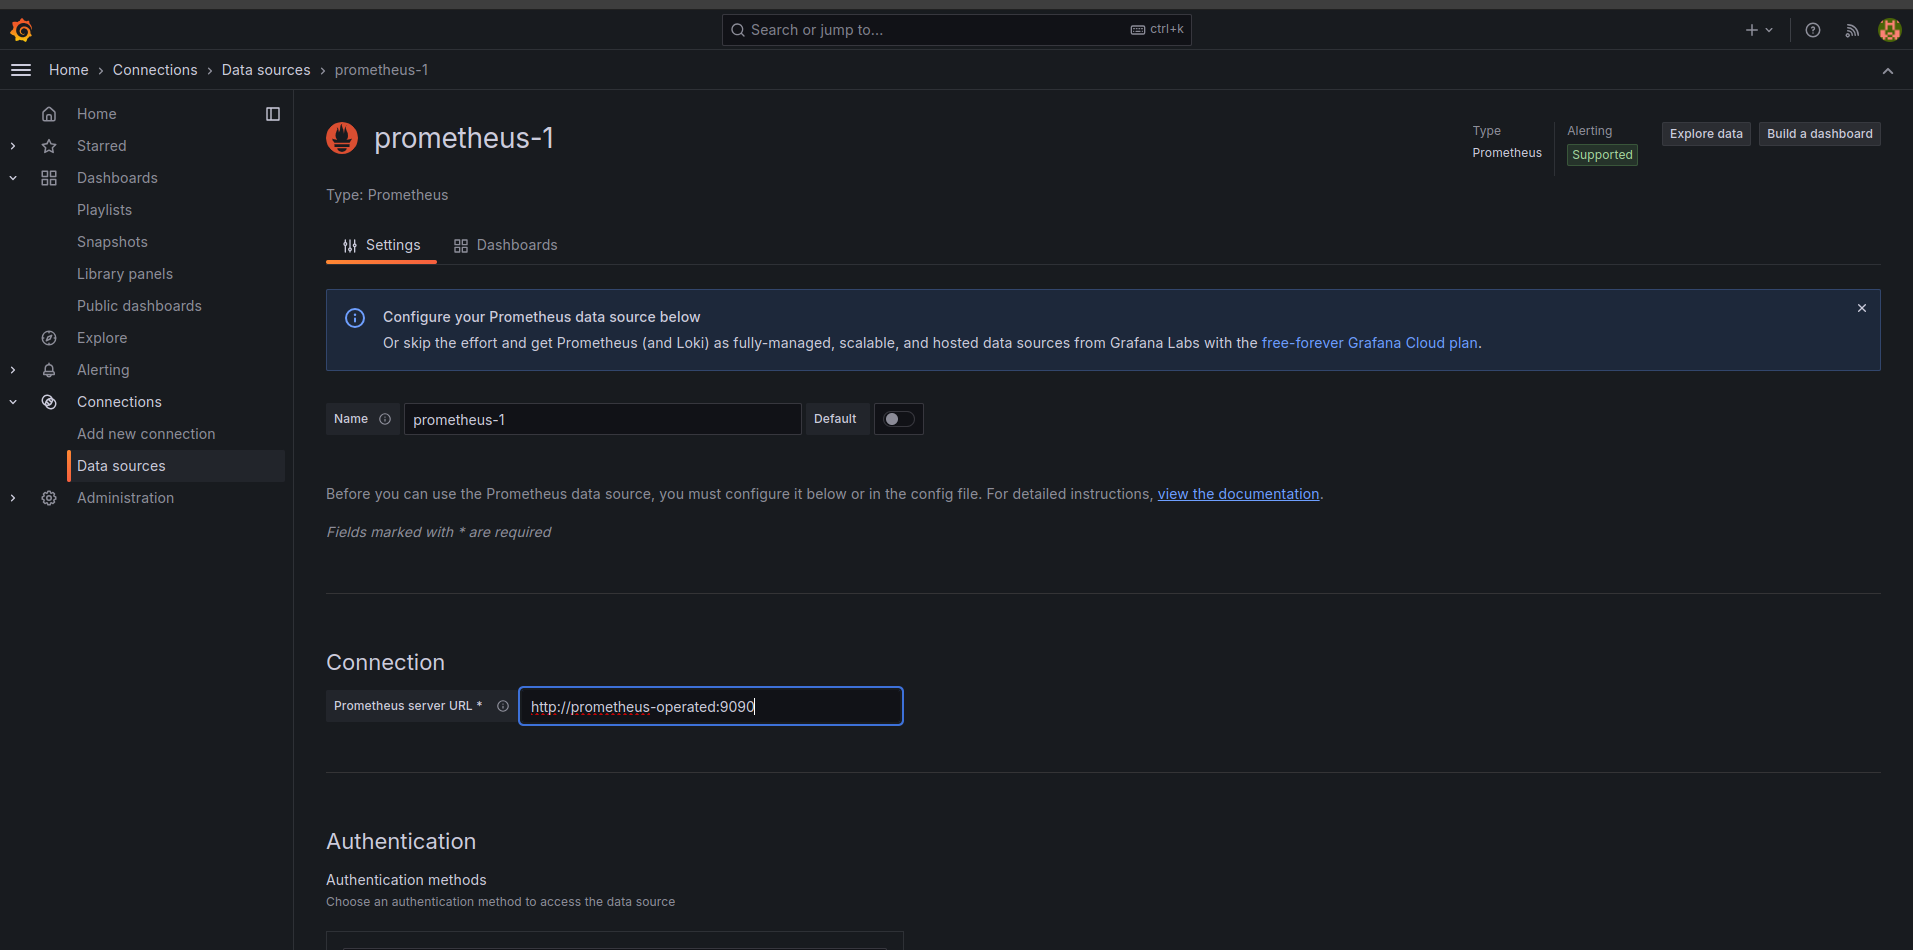 Search or jump to...
ctrl+k
Home › Connections › Data sources › prometheus-1
Home
Starred
Dashboards
Playlists
Snapshots
Library panels
Public dashboards
Explore
Alerting
Connections
Add new connection
Data sources
Administration
prometheus-1
Type
Prometheus
Alerting
Supported
Explore data
Build a dashboard
Type: Prometheus
Settings
Dashboards
Configure your Prometheus data source below
Or skip the effort and get Prometheus (and Loki) as fully-managed, scalable, and hosted data sources from Grafana Labs with the free-forever Grafana Cloud plan.
Name
prometheus-1
Default
Before you can use the Prometheus data source, you must configure it below or in the config file. For detailed instructions, view the documentation.
Fields marked with * are required
Connection
Prometheus server URL *
http://prometheus-operated:9090
Authentication
Authentication methods
Choose an authentication method to access the data source